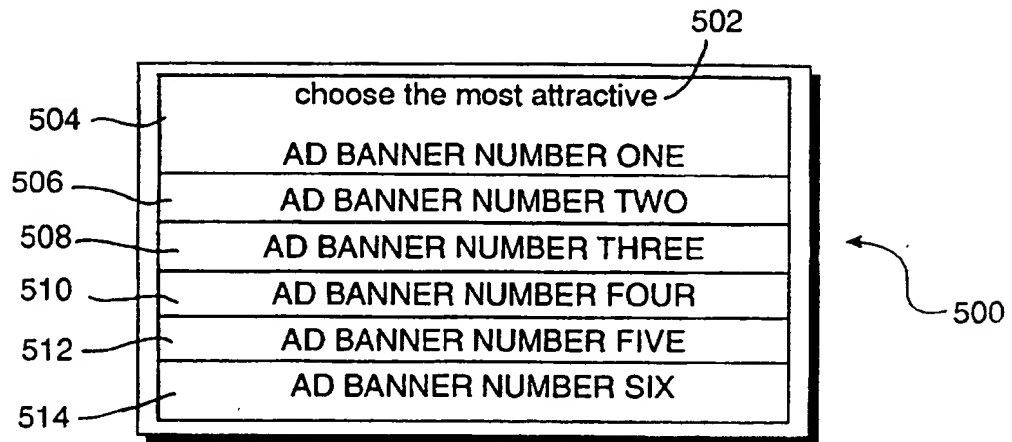 502
choose the most attractive
504
AD BANNER NUMBER ONE
506
AD BANNER NUMBER TWO
508
AD BANNER NUMBER THREE
510
AD BANNER NUMBER FOUR
500
512
AD BANNER NUMBER FIVE
514
AD BANNER NUMBER SIX